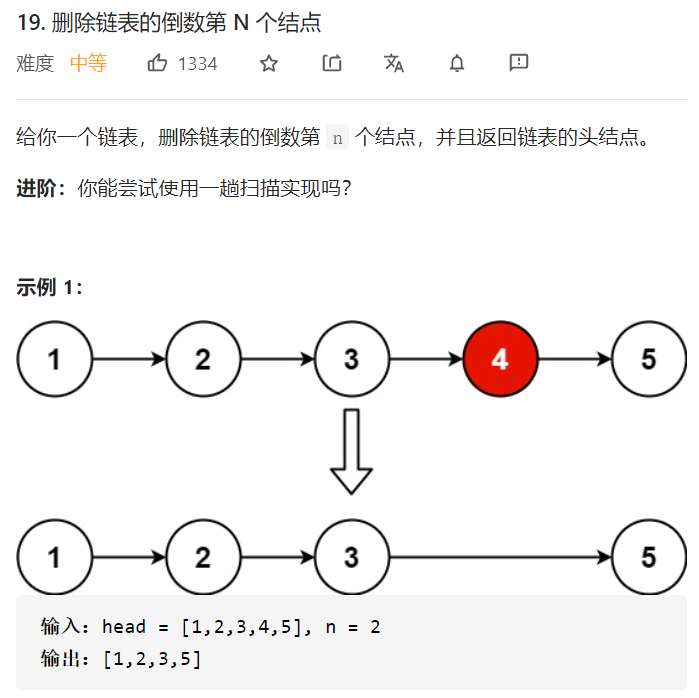 19. 删除链表的倒数第 N 个结点
难度 中等 1334
给你一个链表，删除链表的倒数第 n 个结点，并且返回链表的头结点。
进阶：你能尝试使用一趟扫描实现吗？
示例 1：
1 2 3 4 5
1 2 3 5
输入：head = [1,2,3,4,5], n = 2
输出：[1,2,3,5]